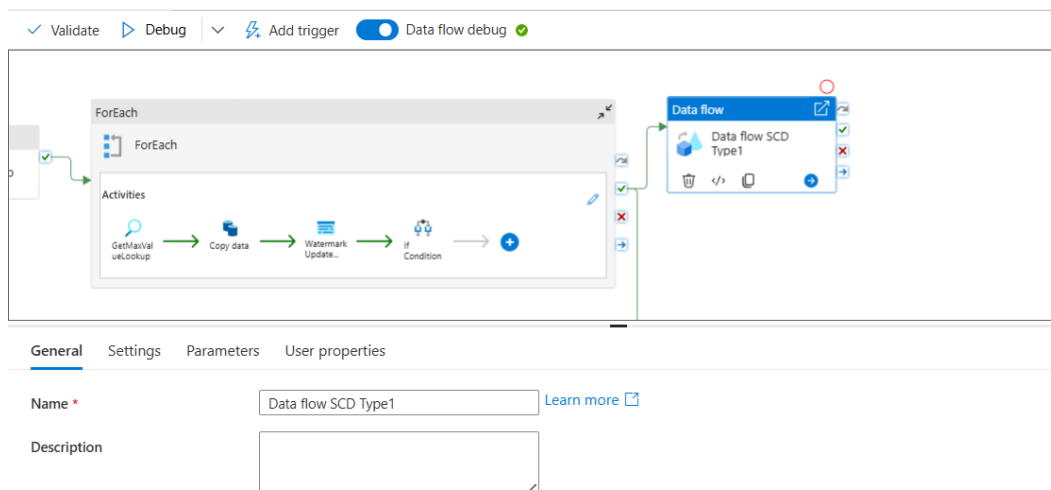 Validate Debug Add trigger Data flow debug
ForEach
ForEach
Activities
GetMaxVal
ueLookup
Copy data
Watermark
Update...
If
Condition
Data flow
Data flow SCD
Type1
General Settings Parameters User properties
Name *
Data flow SCD Type1
Learn more
Description